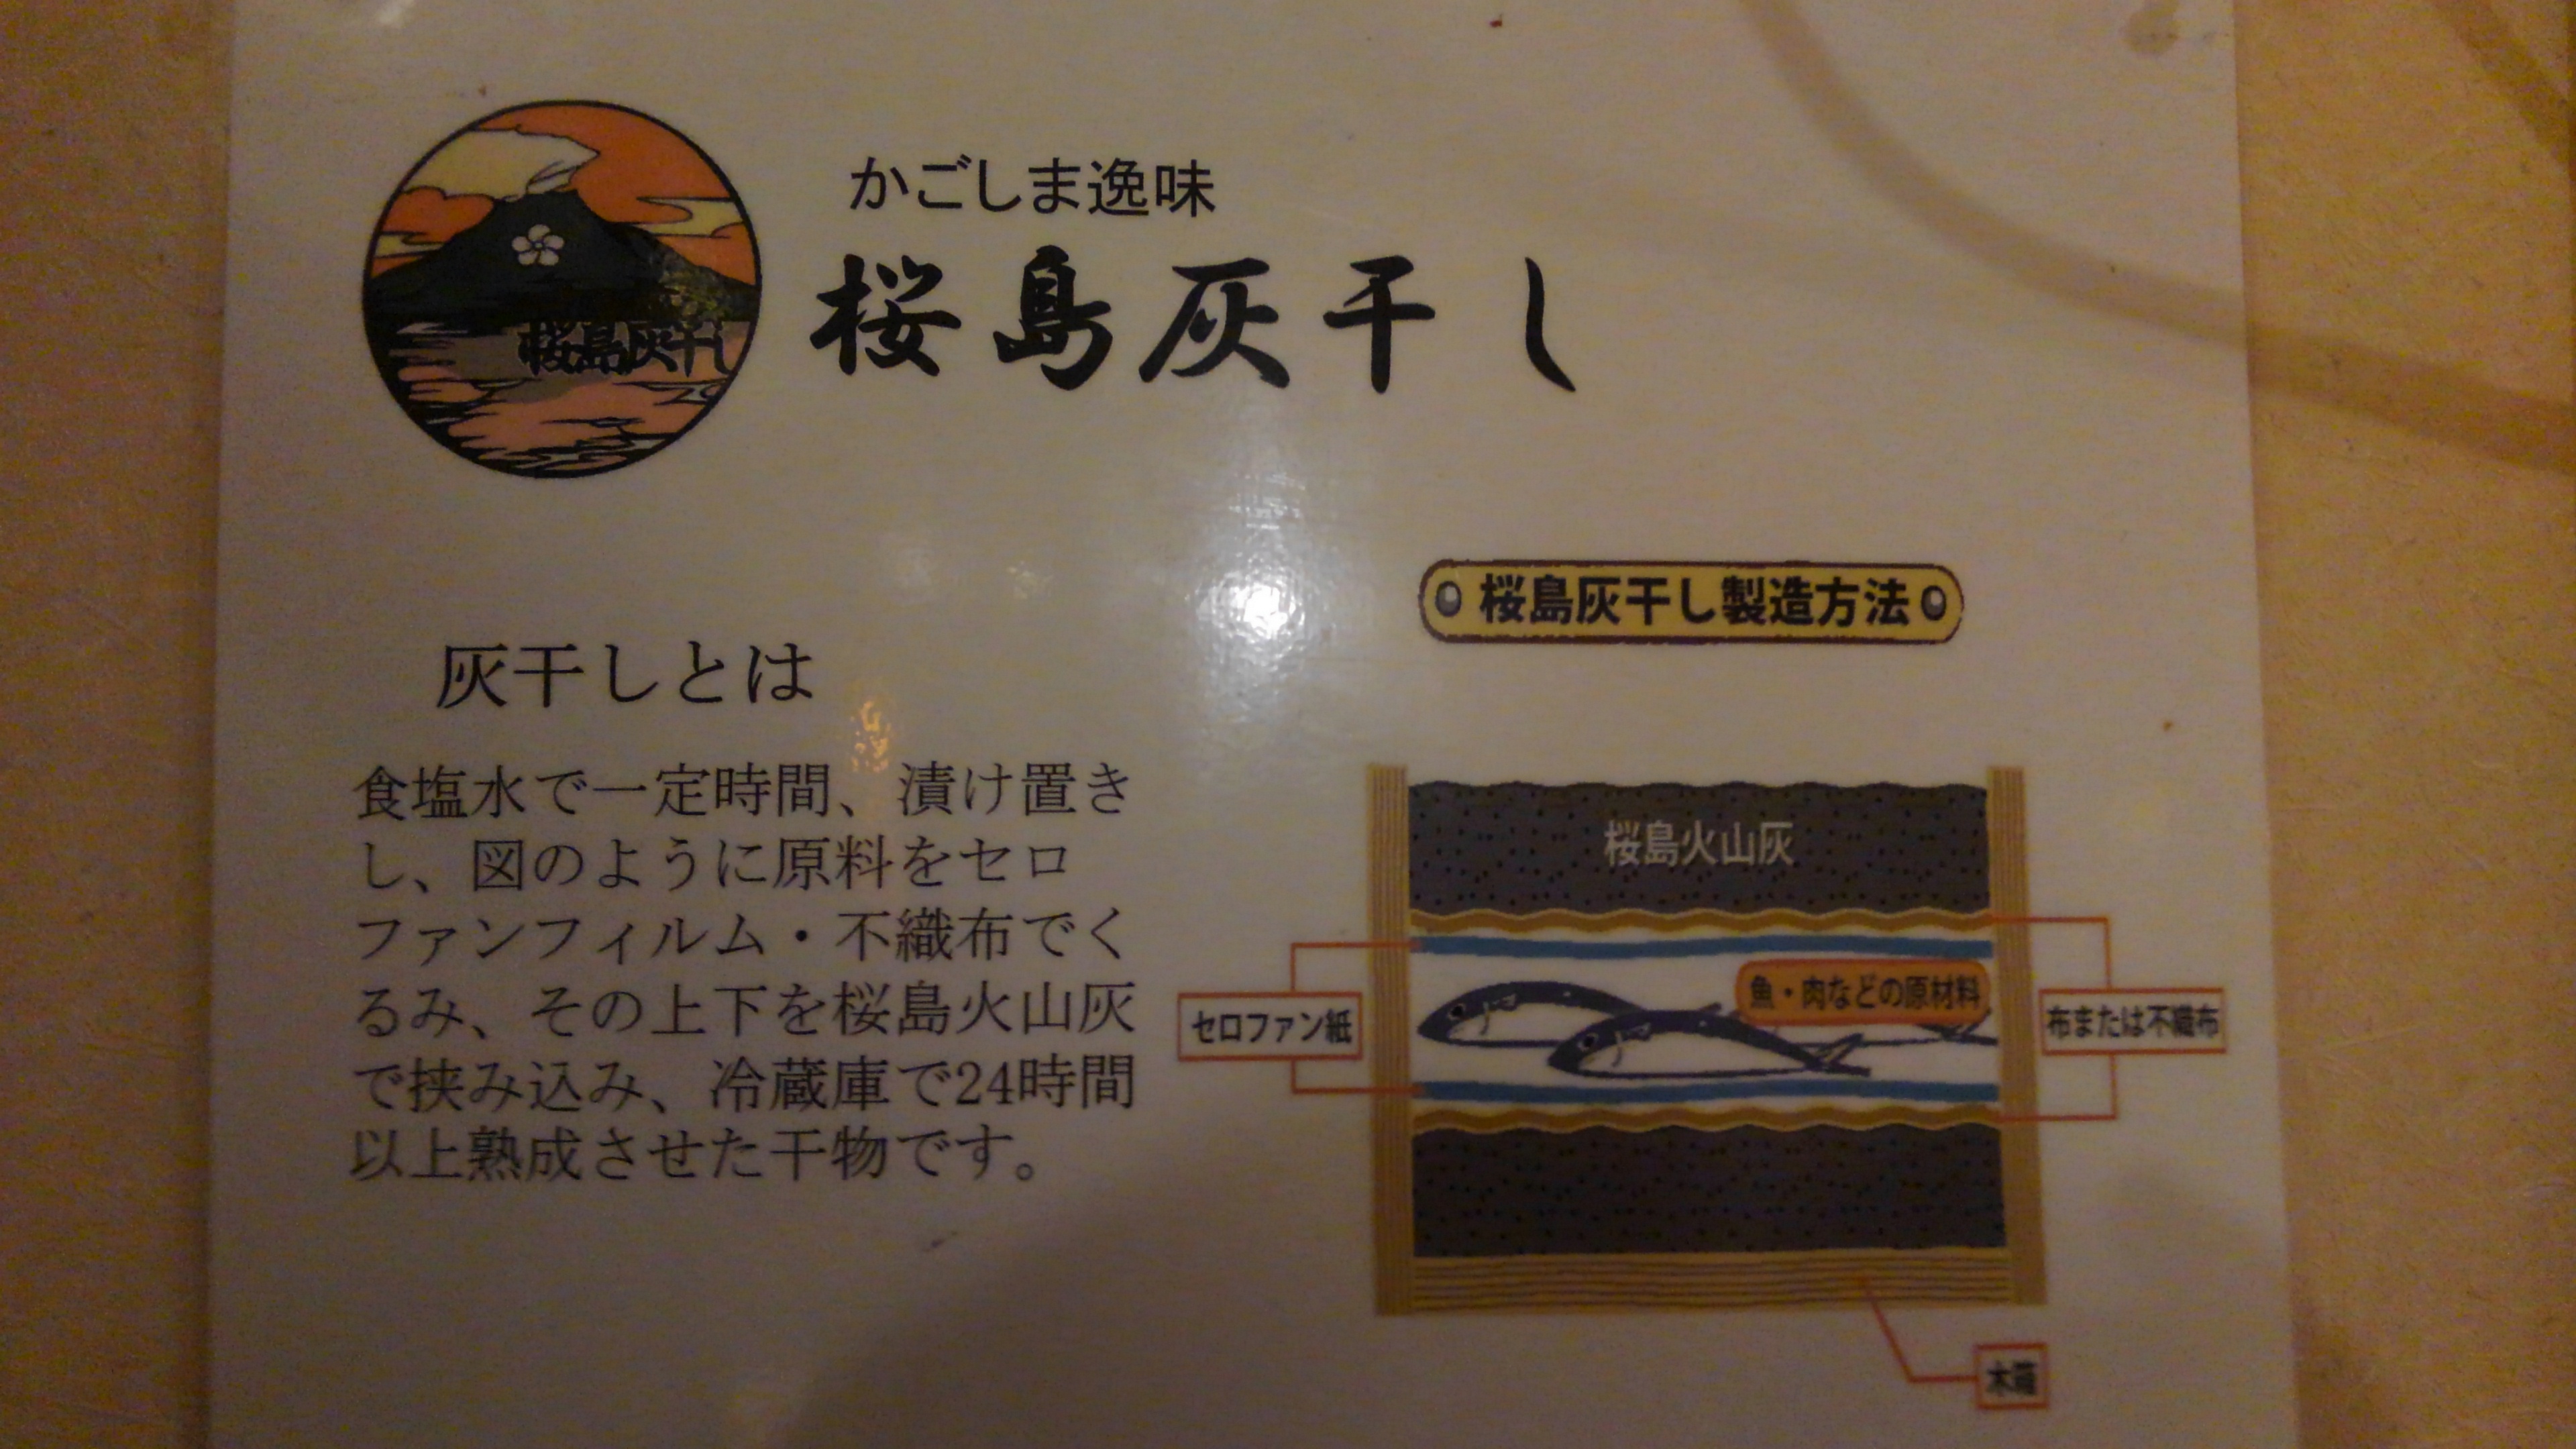 かごしま逸味
桜島灰干し
桜島灰干し
桜島灰干し製造方法
灰干しとは
食塩水で一定時間、漬け置き
し、図のように原料をセロ
ファンフィルム・不織布でく
るみ、その上下を桜島火山灰
で挟み込み、冷蔵庫で24時間
以上熟成させた干物です。
桜島火山灰
魚・肉などの原材料
セロファン紙
布または不織布
木箱